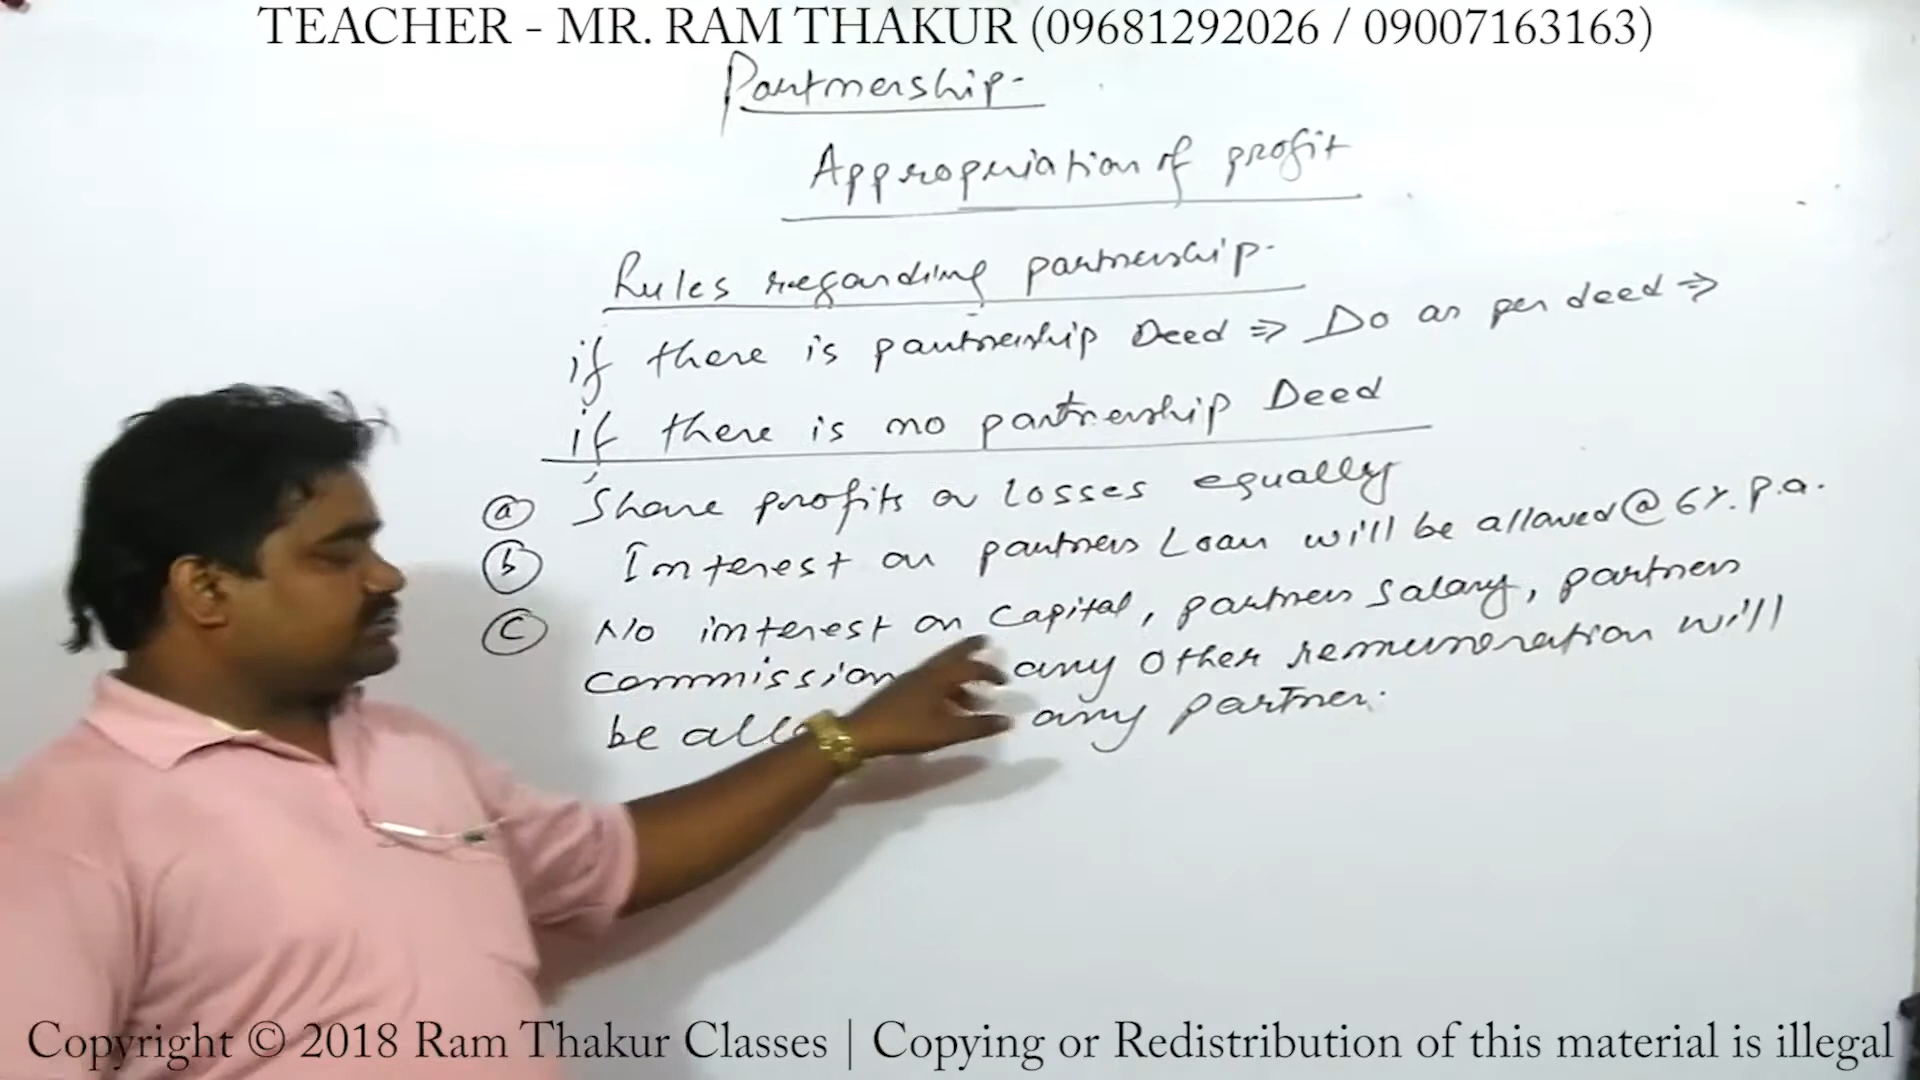 TEACHER - MR. RAM THAKUR (09681292026 / 09007163163)
Partnership-
Appropriation of profit
Rules regarding partnership-
if there is partnership Deed ⇒ Do as per deed ⇒
if there is no partnership Deed
(a) Share profits or losses equally
(b) Interest on partners Loan will be allowed @ 6%. p.a.
(c) No interest on Capital, partners Salary, partners
commission any other remuneration will
be any partner.
Copyright © 2018 Ram Thakur Classes | Copying or Redistribution of this material is illegal